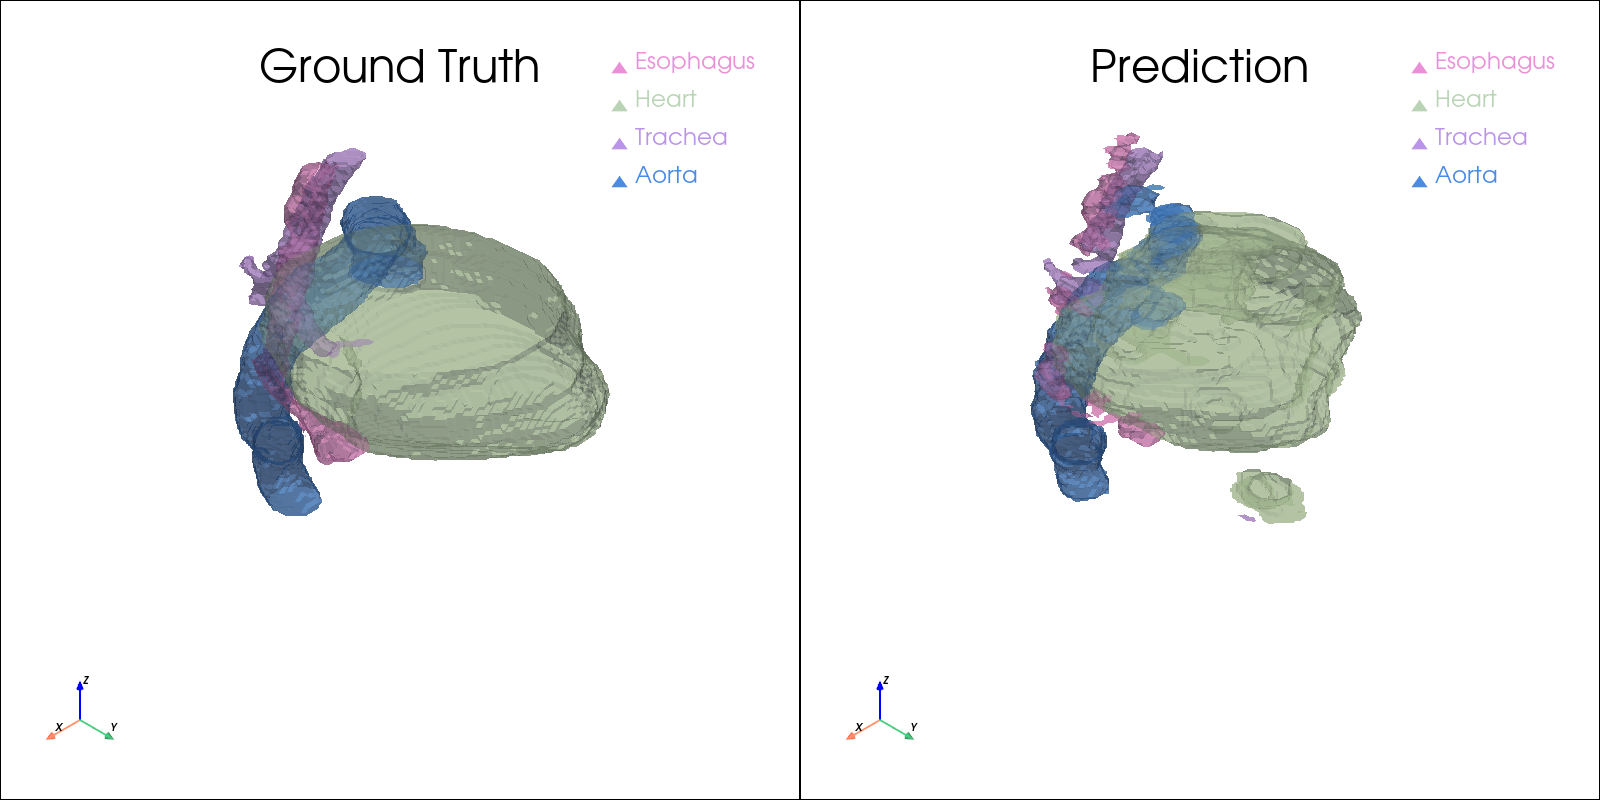 Ground Truth
Esophagus
Heart
Trachea
Aorta
Z
X
Y
Prediction
Esophagus
Heart
Trachea
Aorta
Z
X
Y